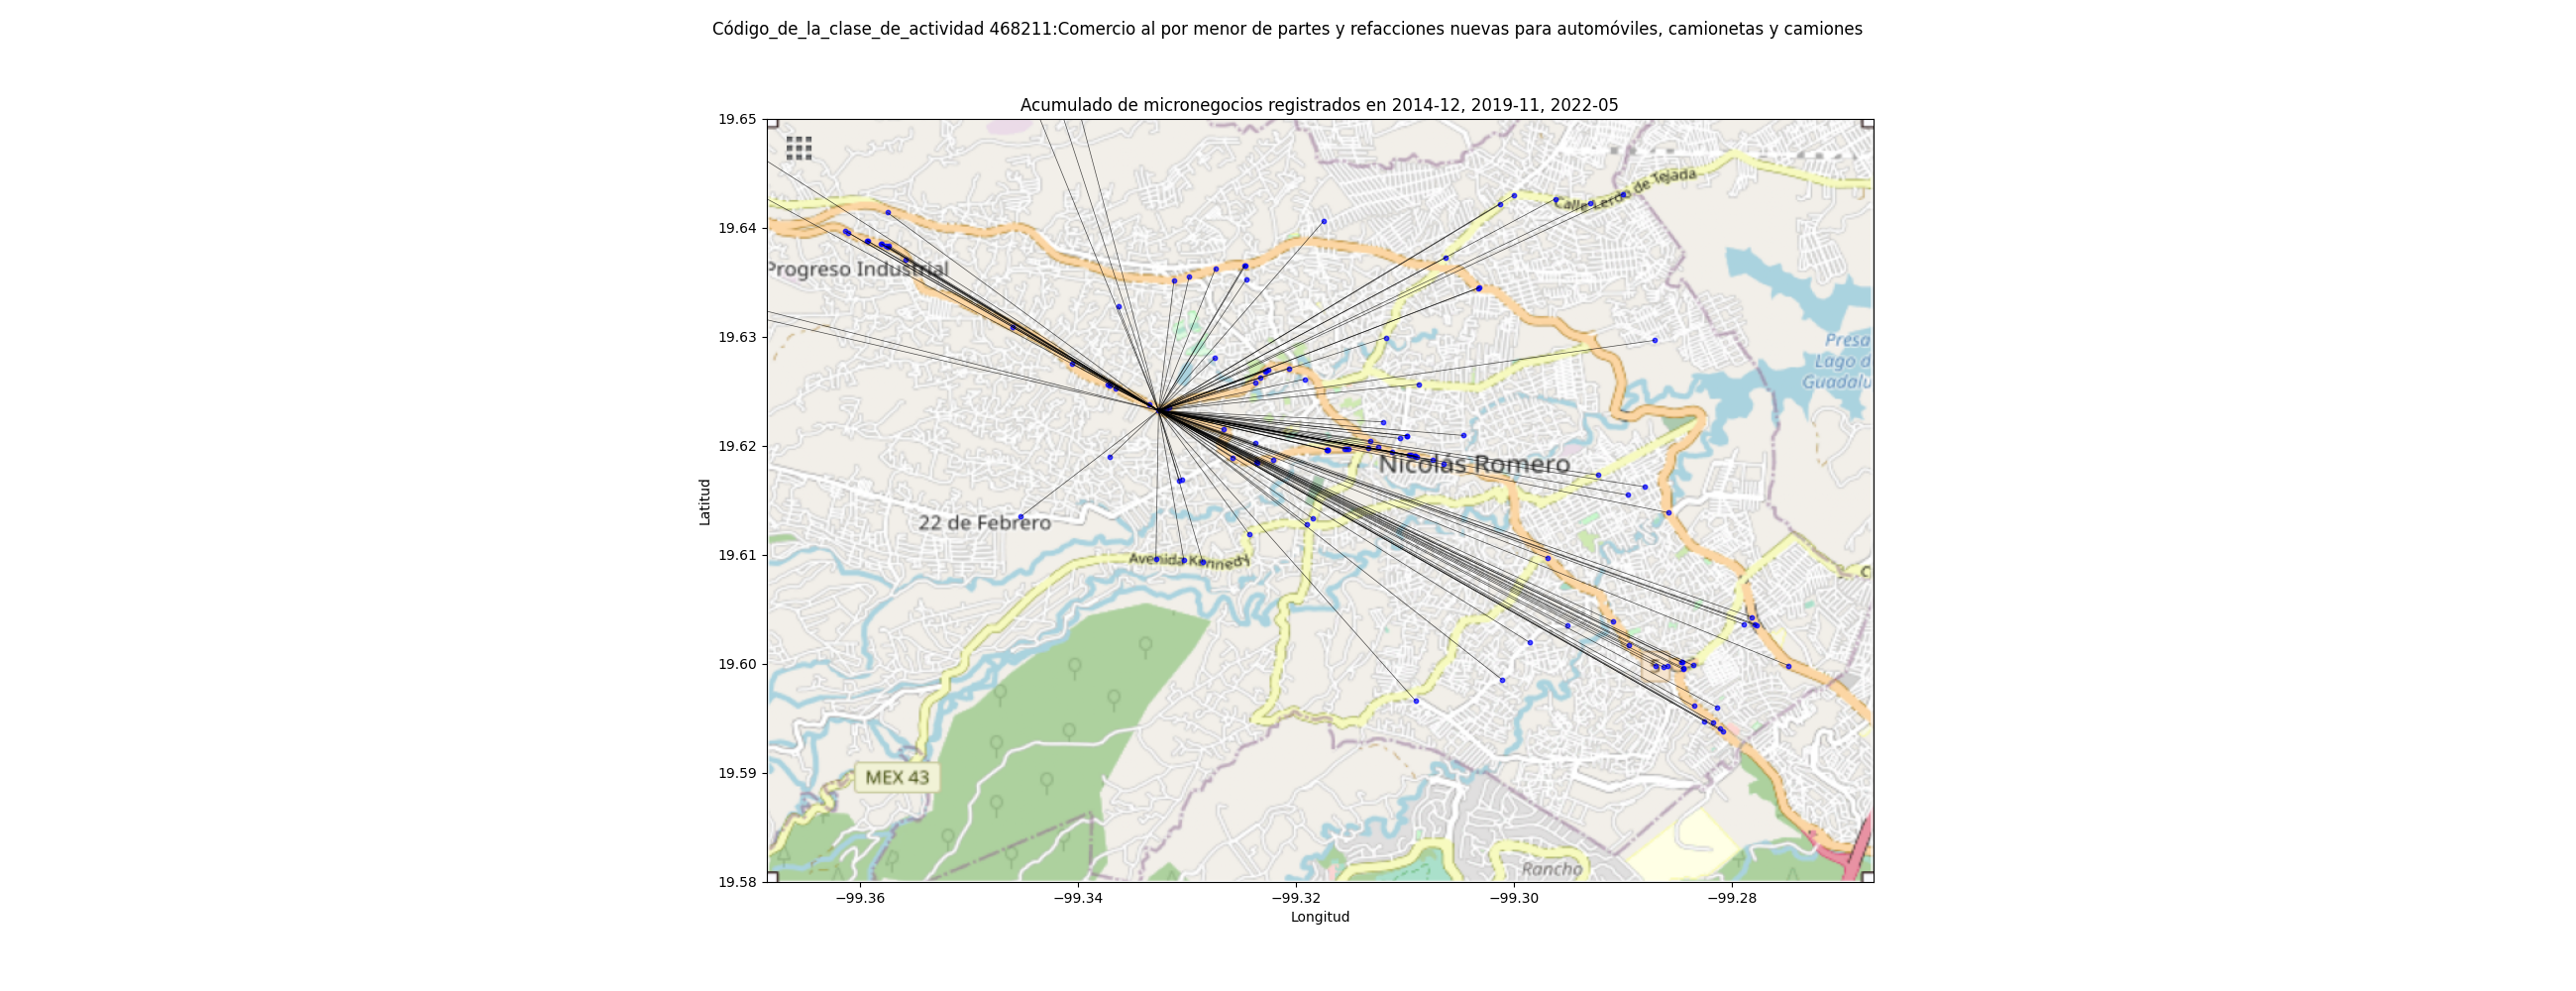 Código_de_la_clase_de_actividad 468211:Comercio al por menor de partes y refacciones nuevas para automóviles, camionetas y camiones
Acumulado de micronegocios registrados en 2014-12, 2019-11, 2022-05
19.65
19.64
19.63
19.62
19.61
19.60
19.59
19.58
Latitud
Calle Lerdo de Tejada
Progreso Industrial
Presa
Lago d
Guadalu
Nicolás Romero
22 de Febrero
Avenida Kennedy
C
MEX 43
Rancho
−99.36
−99.34
−99.32
−99.30
−99.28
Longitud